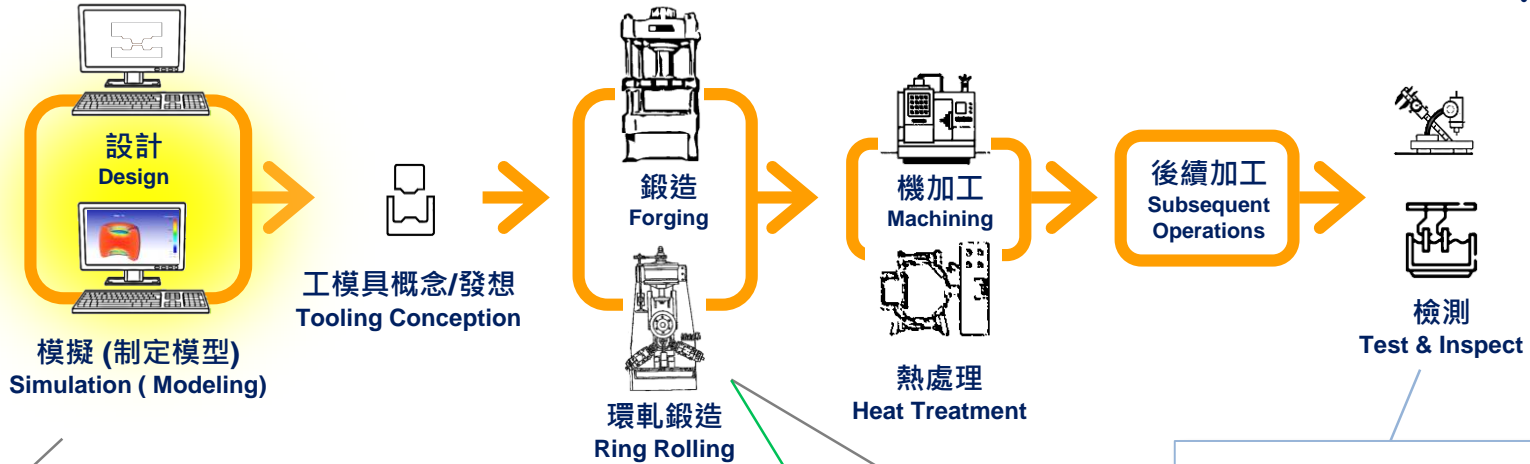 設計
Design
模擬 (制定模型)
Simulation ( Modeling)
工模具概念/發想
Tooling Conception
鍛造
Forging
環軋鍛造
Ring Rolling
機加工
Machining
熱處理
Heat Treatment
後續加工
Subsequent
Operations
檢測
Test & Inspect